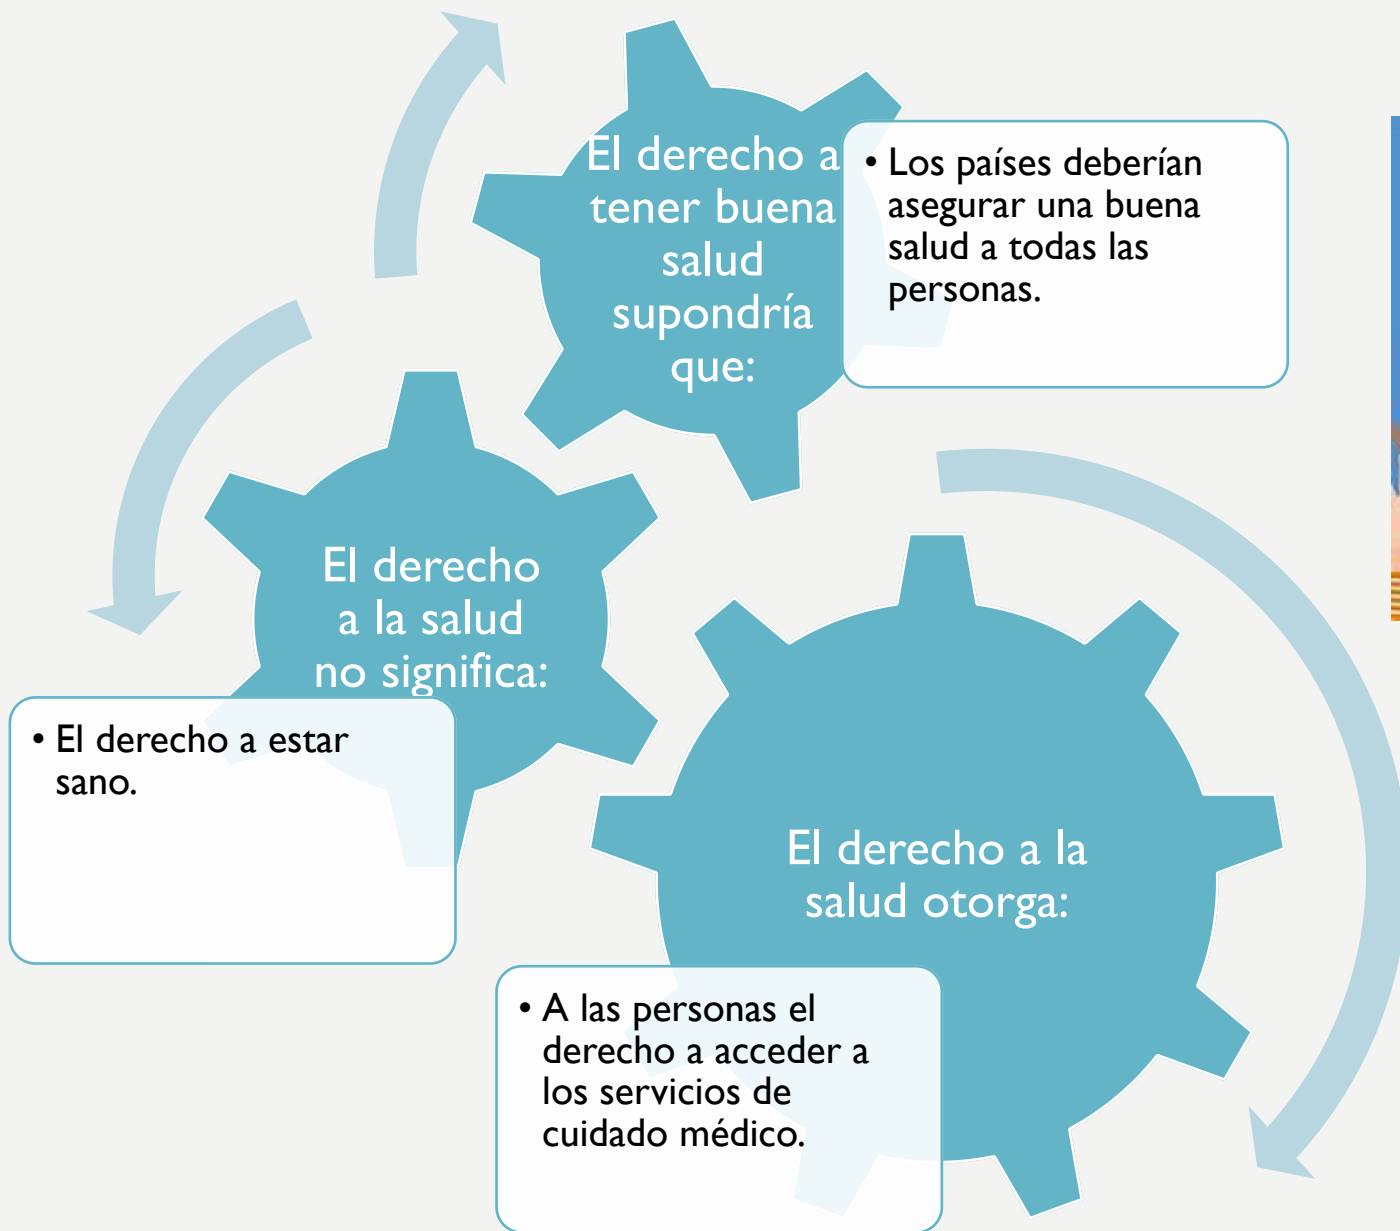 El derecho a
tener buena
salud
supondría
que:
• Los países deberían
asegurar una buena
salud a todas las
personas.
El derecho
a la salud
no significa:
• El derecho a estar
sano.
El derecho a la
salud otorga:
• A las personas el
derecho a acceder a
los servicios de
cuidado médico.